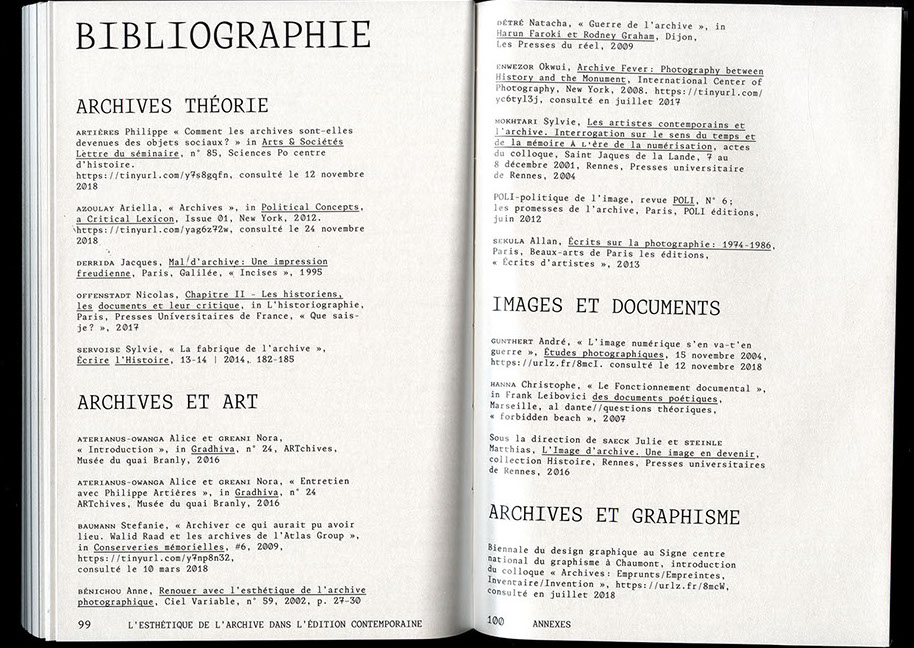 BIBLIOGRAPHIE
ARCHIVES THÉORIE
ARTIÈRES Philippe « Comment les archives sont-elles
devenues des objets sociaux? » in Arts & Sociétés
Lettre du séminaire, n° 85, Sciences Po centre
d'histoire.
https://tinyurl.com/y7s8gqfn, consulté le 12 novembre
2018
AZOULAY Ariella, « Archives », in Political Concepts,
a Critical Lexicon, Issue 01, New York, 2012.
https://tinyurl.com/yag6z72w, consulté le 24 novembre
2018
DERRIDA Jacques, Mal d'archive: Une impression
freudienne, Paris, Galilée, « Incises », 1995
OFFENSTADT Nicolas, Chapitre II - Les historiens,
les documents et leur critique, in L'historiographie,
Paris, Presses Universitaires de France, « Que sais-
je? », 2017
SERVOISE Sylvie, « La fabrique de l'archive »,
Écrire l'Histoire, 13-14 | 2014, 182-185
ARCHIVES ET ART
ATERIANUS-OWANGA Alice et GREANI Nora,
« Introduction », in Gradhiva, n° 24, ARTchives,
Musée du quai Branly, 2016
ATERIANUS-OWANGA Alice et GREANI Nora, « Entretien
avec Philippe Artières », in Gradhiva, n° 24
ARTchives, Musée du quai Branly, 2016
BAUMANN Stefanie, « Archiver ce qui aurait pu avoir
lieu. Walid Raad et les archives de l'Atlas Group »,
in Conserveries mémorielles, #6, 2009,
https://tinyurl.com/y7np8n32,
consulté le 10 mars 2018
BÉNICHOU Anne, Renouer avec l'esthétique de l'archive
photographique, Ciel Variable, n° 59, 2002, p. 27-30
99 L'ESTHÉTIQUE DE L'ARCHIVE DANS L'ÉDITION CONTEMPORAINE
DÉTRÉ Natacha, « Guerre de l'archive », in
Harun Faroki et Rodney Graham, Dijon,
Les Presses du réel, 2009
ENWEZOR Okwui, Archive Fever: Photography between
History and the Monument, International Center of
Photography, New York, 2008. https://tinyurl.com/
yc6tyl3j, consulté en juillet 2017
MOKHTARI Sylvie, Les artistes contemporains et
l'archive. Interrogation sur le sens du temps et
de la mémoire À L'ère de la numérisation, actes
du colloque, Saint Jaques de la Lande, 7 au
8 décembre 2001, Rennes, Presses universitaire
de Rennes, 2004
POLI-politique de l'image, revue POLI, N° 6;
les promesses de l'archive, Paris, POLI éditions,
juin 2012
SEKULA Allan, Écrits sur la photographie: 1974-1986,
Paris, Beaux-arts de Paris les éditions,
« Écrits d'artistes », 2013
IMAGES ET DOCUMENTS
GUNTHERT André, « L'image numérique s'en va-t'en
guerre », Études photographiques, 15 novembre 2004,
https://urlz.fr/8mcI. consulté le 12 novembre 2018
HANNA Christophe, « Le Fonctionnement documental »,
in Frank Leibovici des documents poétiques,
Marseille, al dante//questions théoriques,
« forbidden beach », 2007
Sous la direction de SAECK Julie et STEINLE
Matthias, L'Image d'archive. Une image en devenir,
collection Histoire, Rennes, Presses universitaires
de Rennes, 2016
ARCHIVES ET GRAPHISME
Biennale du design graphique au Signe centre
national du graphisme à Chaumont, introduction
du colloque « Archives: Emprunts/Empreintes,
Inventaire/Invention », https://urlz.fr/8mcW,
consulté en juillet 2018
100 ANNEXES